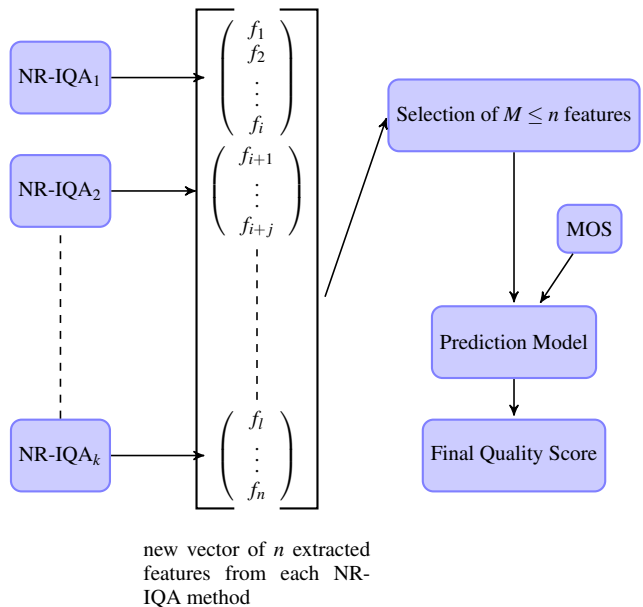 NR-IQA₁
f₁
f₂
⋮
fᵢ
NR-IQA₂
fᵢ₊₁
⋮
fᵢ₊ⱼ
NR-IQAₖ
fₗ
⋮
fₙ
new vector of n extracted
features from each NR-
IQA method
Selection of M ≤ n features
MOS
Prediction Model
Final Quality Score